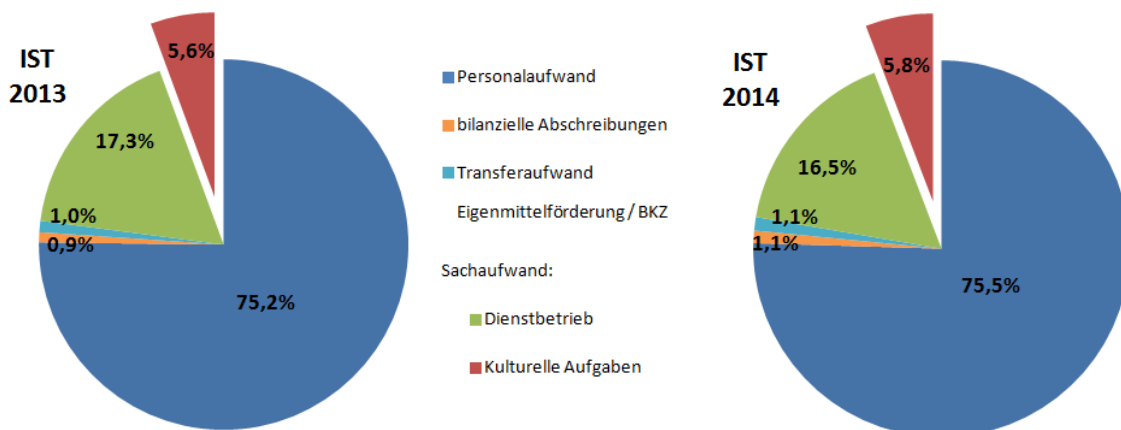 IST
2013
5,6%
17,3%
1,0%
0,9%
75,2%
Personalaufwand
bilanzielle Abschreibungen
Transferaufwand
Eigenmittelförderung / BKZ
Sachaufwand:
Dienstbetrieb
Kulturelle Aufgaben
IST
2014
5,8%
16,5%
1,1%
1,1%
75,5%